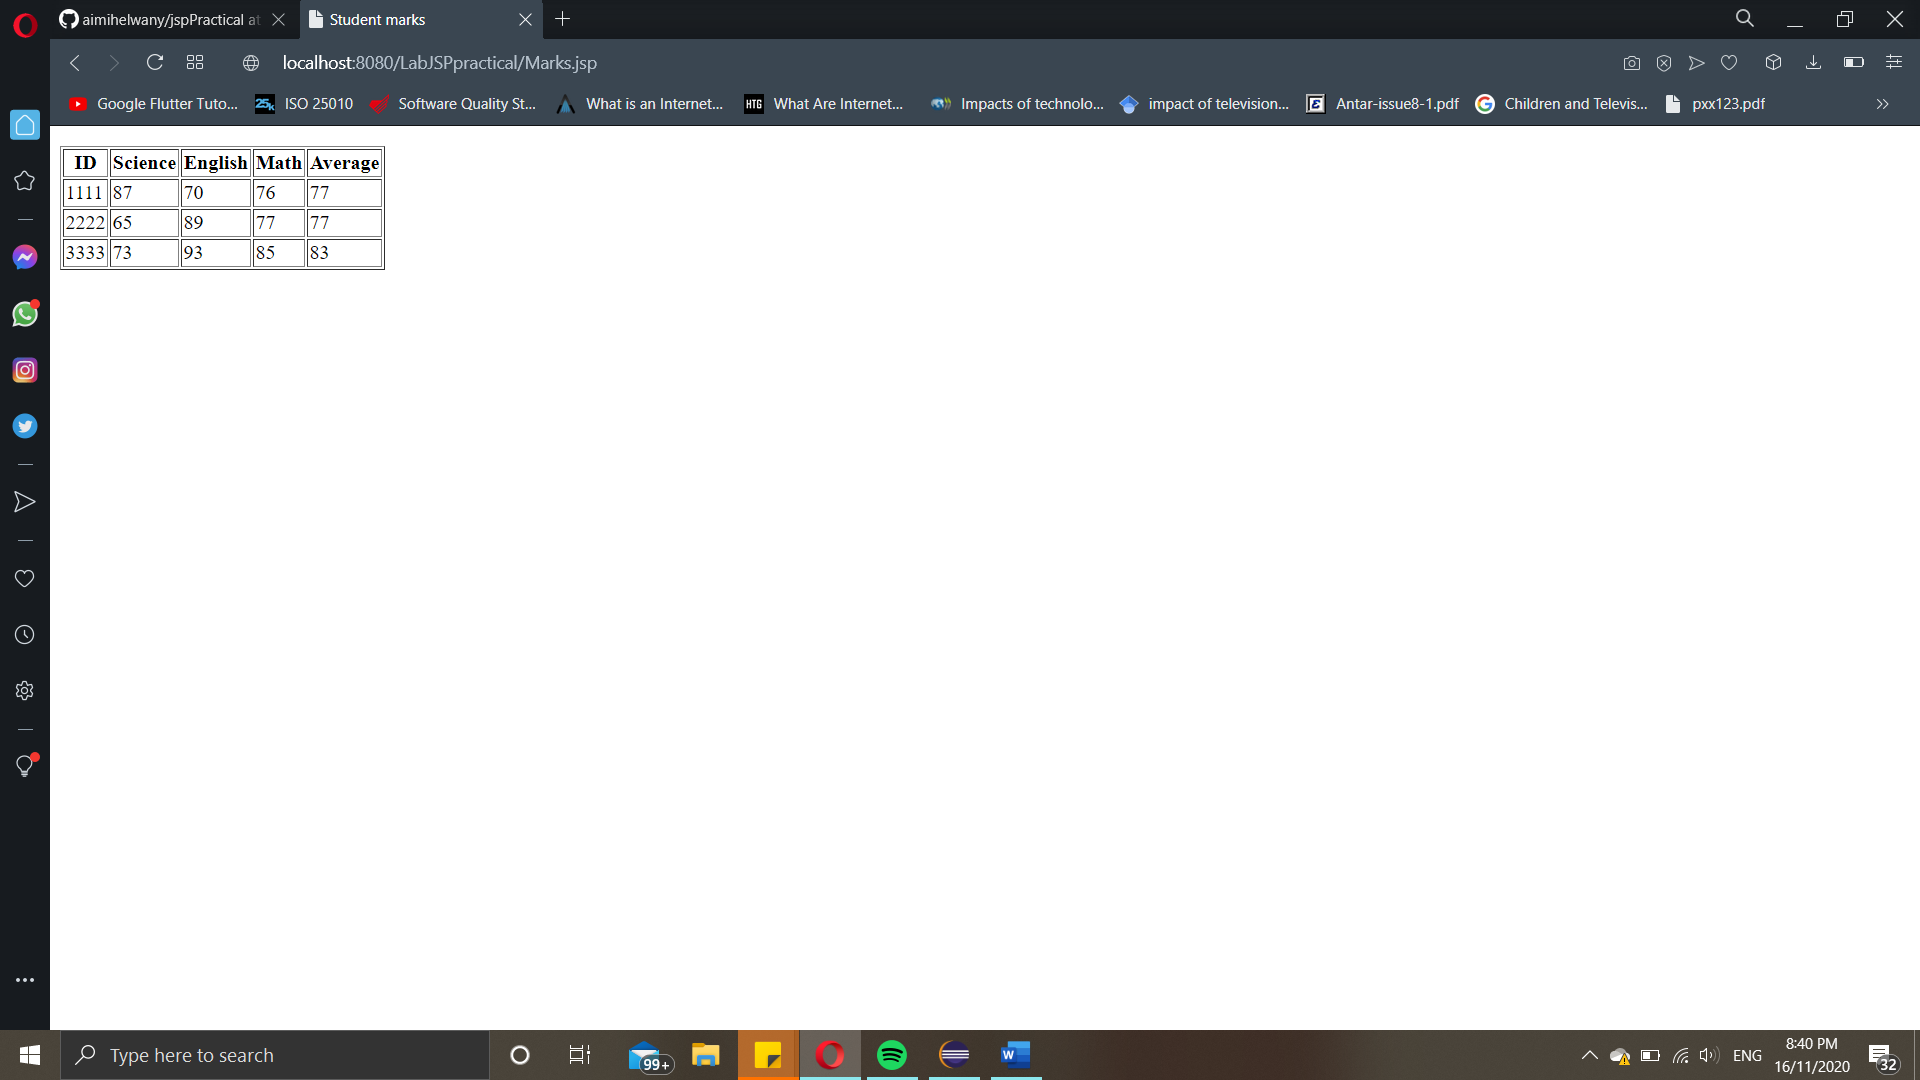 aimihelwany/jspPractical at
Student marks
localhost:8080/LabJSPpractical/Marks.jsp
Google Flutter Tuto...
25k
ISO 25010
Software Quality St...
What is an Internet...
HTG
What Are Internet...
Impacts of technolo...
impact of television...
Antar-issue8-1.pdf
Children and Televis...
pxx123.pdf
ID Science English Math Average
1111 87 70 76 77
2222 65 89 77 77
3333 73 93 85 83
Type here to search
99+
W
ENG
8:40 PM
16/11/2020
32